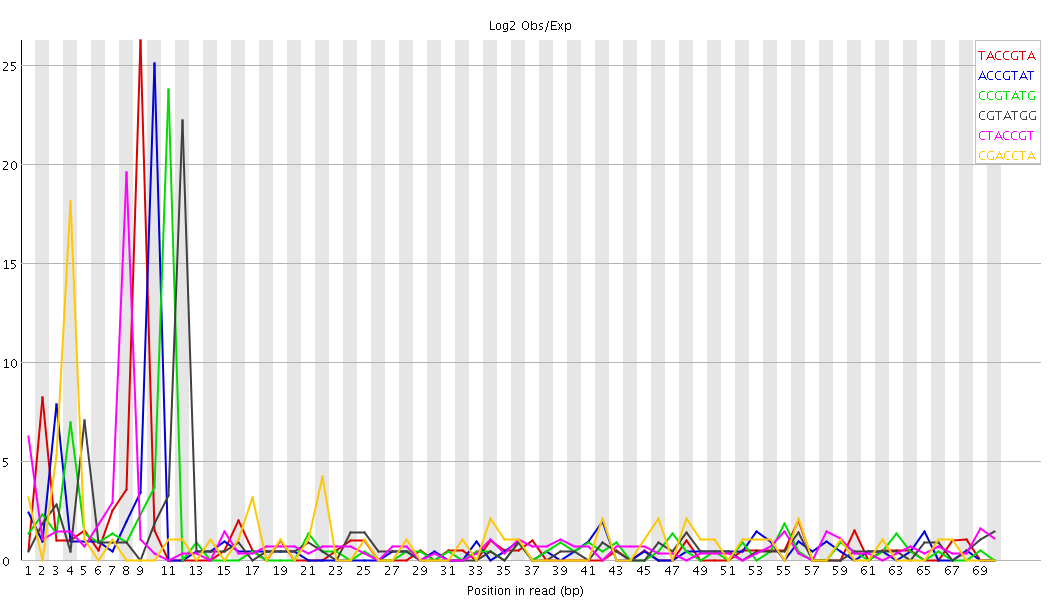 Log2 Obs/Exp
TACCGTA
ACCGTAT
CCGTATG
CGTATGG
CTACCGT
CGACCTA
25
20
15
10
5
0
1 2 3 4 5 6 7 8 9 11 13 15 17 19 21 23 25 27 29 31 33 35 37 39 41 43 45 47 49 51 53 55 57 59 61 63 65 67 69
Position in read (bp)